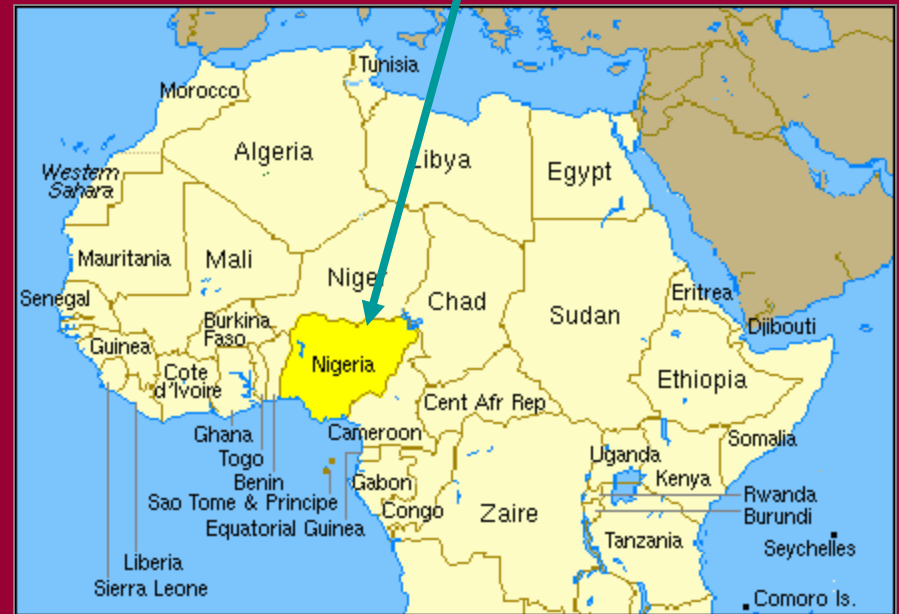 Tunisia
Morocco
Algeria
Libya
Egypt
Western
Sahara
Mauritania
Mali
Niger
Chad
Sudan
Eritrea
Djibouti
Senegal
Burkina
Faso
Guinea
Nigeria
Cote
d'Ivoire
Ethiopia
Cent Afr Rep
Ghana
Cameroon
Somalia
Togo
Uganda
Benin
Gabon
Kenya
Sao Tome & Principe
Rwanda
Congo
Zaire
Burundi
Equatorial Guinea
Tanzania
Seychelles
Liberia
Sierra Leone
Comoro Is.